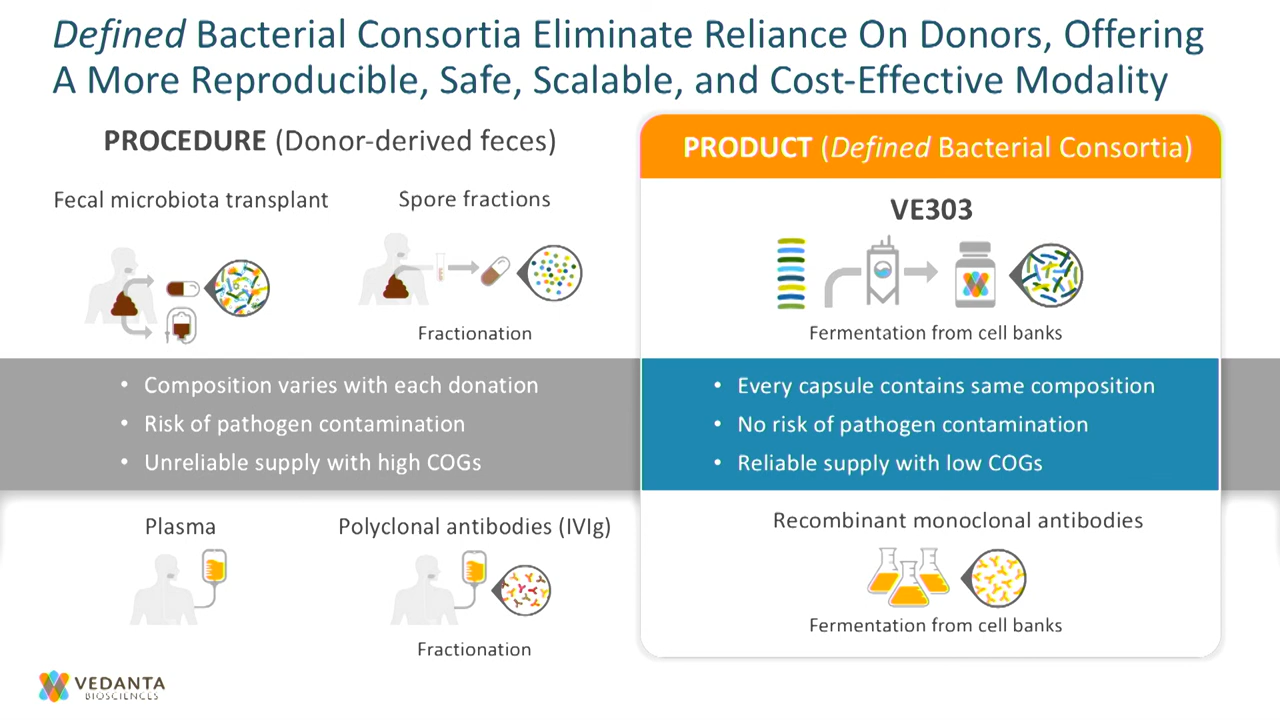 Defined Bacterial Consortia Eliminate Reliance On Donors, Offering
A More Reproducible, Safe, Scalable, and Cost-Effective Modality
PROCEDURE (Donor-derived feces)
Fecal microbiota transplant
Spore fractions
Fractionation
• Composition varies with each donation
• Risk of pathogen contamination
• Unreliable supply with high COGs
Plasma
Polyclonal antibodies (IVIg)
Fractionation
PRODUCT (Defined Bacterial Consortia)
VE303
Fermentation from cell banks
• Every capsule contains same composition
• No risk of pathogen contamination
• Reliable supply with low COGs
Recombinant monoclonal antibodies
Fermentation from cell banks
VEDANTA
BIOSCIENCES